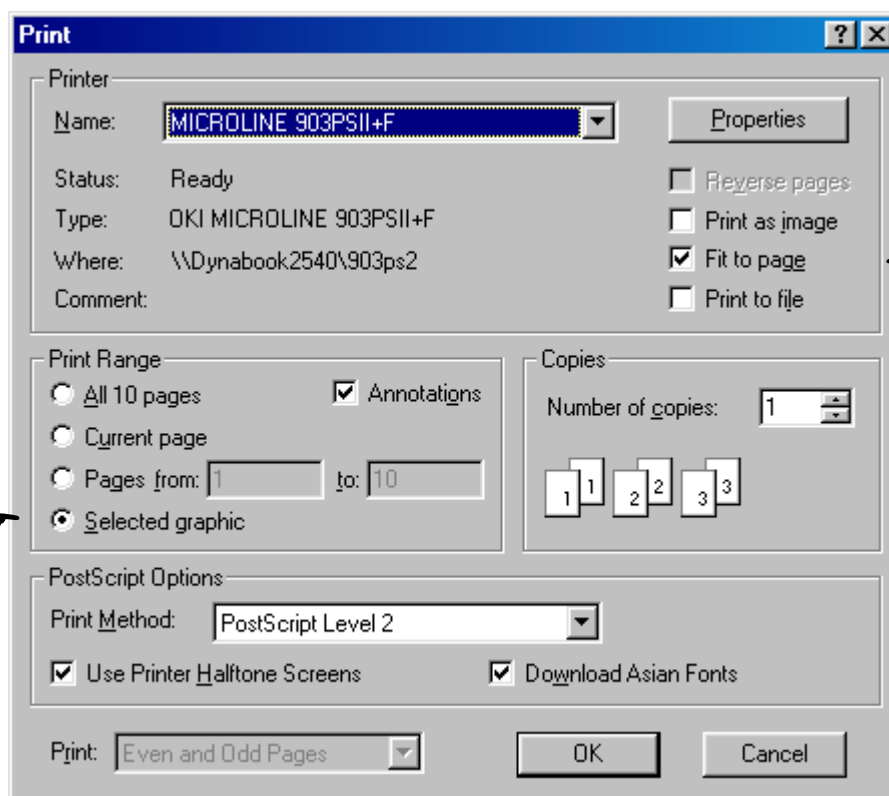 Print
Printer
Name: MICROLINE 903PSII+F Properties
Status: Ready Reverse pages
Type: OKI MICROLINE 903PSII+F Print as image
Where: \\Dynabook2540\903ps2 Fit to page
Comment: Print to file
Print Range
All 10 pages Annotations
Current page
Pages from: 1 to: 10
Selected graphic
Copies
Number of copies: 1
1 1 2 2 3 3
PostScript Options
Print Method: PostScript Level 2
Use Printer Halftone Screens Download Asian Fonts
Print: Even and Odd Pages OK Cancel